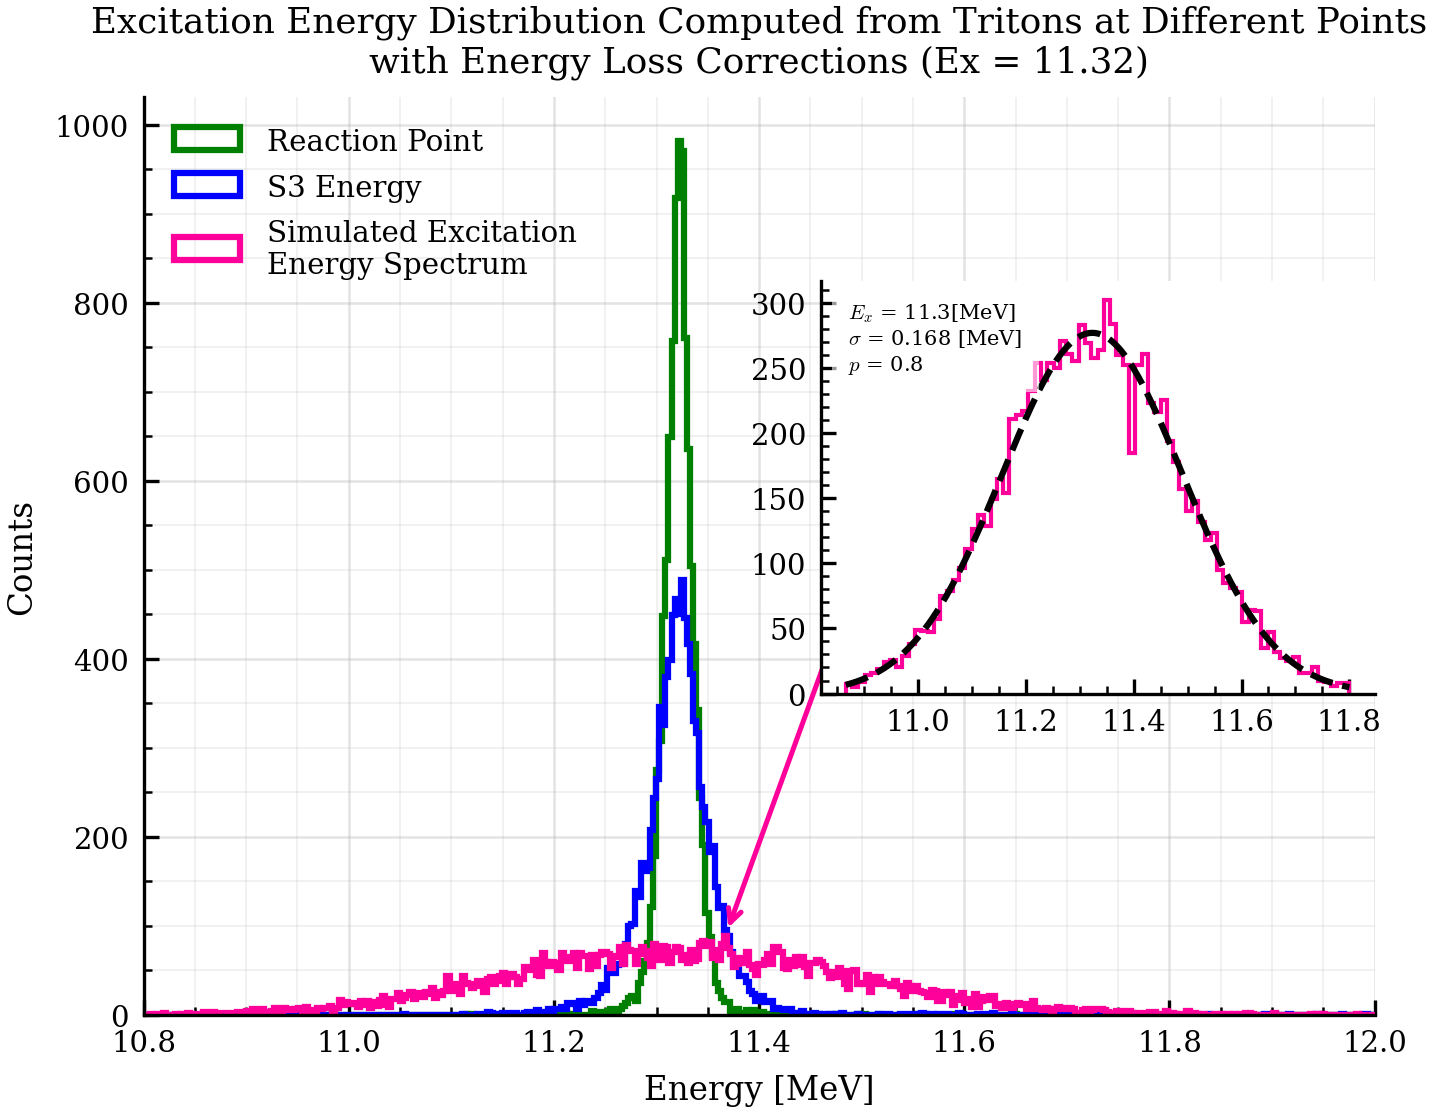 Excitation Energy Distribution Computed from Tritons at Different Points
with Energy Loss Corrections (Ex = 11.32)
Reaction Point
S3 Energy
Simulated Excitation
Energy Spectrum
1000
800
600
400
200
0
Counts
10.8 11.0 11.2 11.4 11.6 11.8 12.0
Energy [MeV]
Eₓ = 11.3[MeV]
σ = 0.168 [MeV]
p = 0.8
300
250
200
150
100
50
0
11.0 11.2 11.4 11.6 11.8